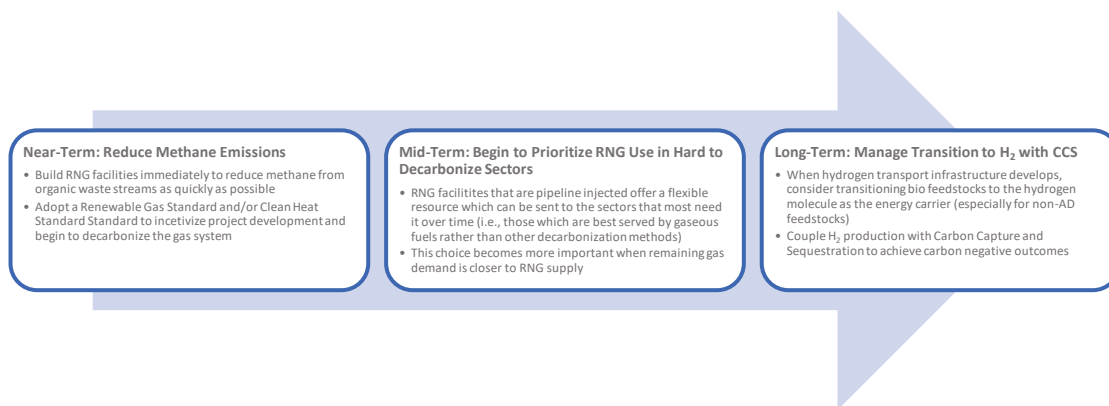 Near-Term: Reduce Methane Emissions
• Build RNG facilities immediately to reduce methane from
organic waste streams as quickly as possible
• Adopt a Renewable Gas Standard and/or Clean Heat
Standard Standard to incetivize project development and
begin to decarbonize the gas system
Mid-Term: Begin to Prioritize RNG Use in Hard to
Decarbonize Sectors
• RNG facilitites that are pipeline injected offer a flexible
resource which can be sent to the sectors that most need
it over time (i.e., those which are best served by gaseous
fuels rather than other decarbonization methods)
• This choice becomes more important when remaining gas
demand is closer to RNG supply
Long-Term: Manage Transition to H₂ with CCS
• When hydrogen transport infrastructure develops,
consider transitioning bio feedstocks to the hydrogen
molecule as the energy carrier (especially for non-AD
feedstocks)
• Couple H₂ production with Carbon Capture and
Sequestration to achieve carbon negative outcomes